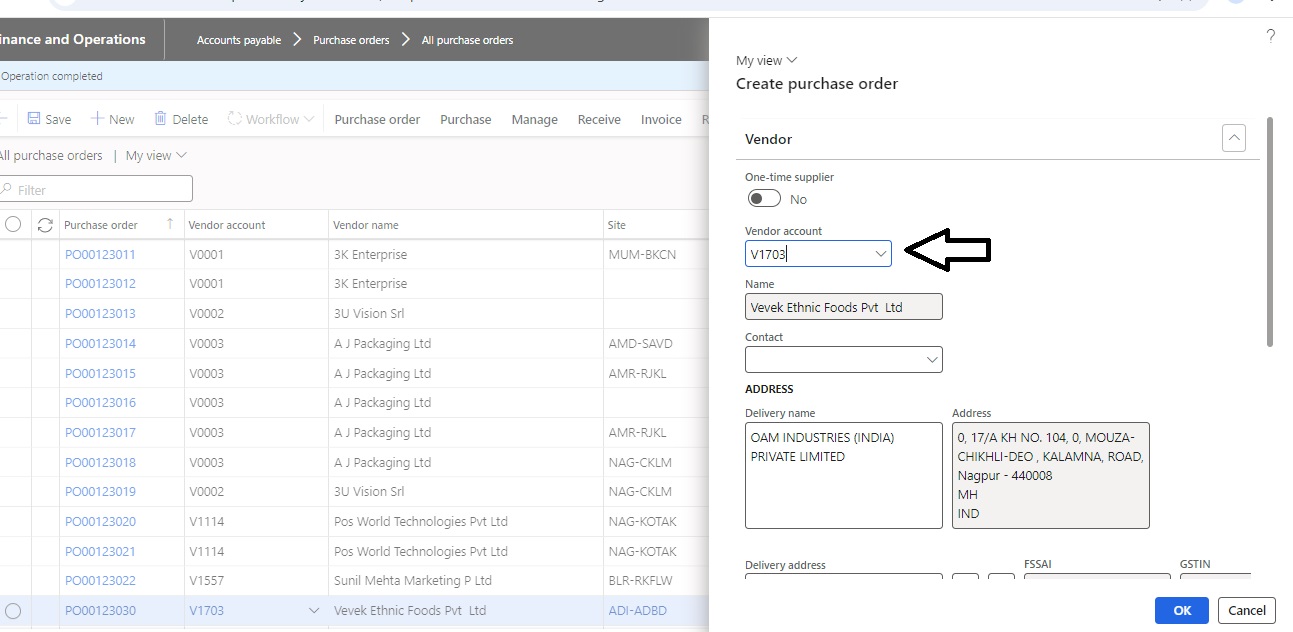 inance and Operations
Accounts payable
Purchase orders
All purchase orders
?
Operation completed
My view
Create purchase order
Save
New
Delete
Workflow
Purchase order
Purchase
Manage
Receive
Invoice
R
All purchase orders | My view
Filter
Purchase order
Vendor account
Vendor name
Site
PO00123011 V0001 3K Enterprise MUM-BKCN
PO00123012 V0001 3K Enterprise
PO00123013 V0002 3U Vision Srl
PO00123014 V0003 A J Packaging Ltd AMD-SAVD
PO00123015 V0003 A J Packaging Ltd AMR-RJKL
PO00123016 V0003 A J Packaging Ltd
PO00123017 V0003 A J Packaging Ltd AMR-RJKL
PO00123018 V0003 A J Packaging Ltd NAG-CKLM
PO00123019 V0002 3U Vision Srl NAG-CKLM
PO00123020 V1114 Pos World Technologies Pvt Ltd NAG-KOTAK
PO00123021 V1114 Pos World Technologies Pvt Ltd NAG-KOTAK
PO00123022 V1557 Sunil Mehta Marketing P Ltd BLR-RKFLW
PO00123030 V1703 Vevek Ethnic Foods Pvt Ltd ADI-ADBD
Vendor
One-time supplier
No
Vendor account
V1703
Name
Vevek Ethnic Foods Pvt Ltd
Contact
ADDRESS
Delivery name
OAM INDUSTRIES (INDIA)
PRIVATE LIMITED
Address
0, 17/A KH NO. 104, 0, MOUZA-
CHIKHLI-DEO , KALAMNA, ROAD,
Nagpur - 440008
MH
IND
Delivery address
FSSAI
GSTIN
OK
Cancel